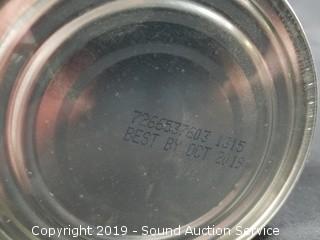 7266537603 1315
BEST BY OCT 2019
Copyright 2019 - Sound Auction Service